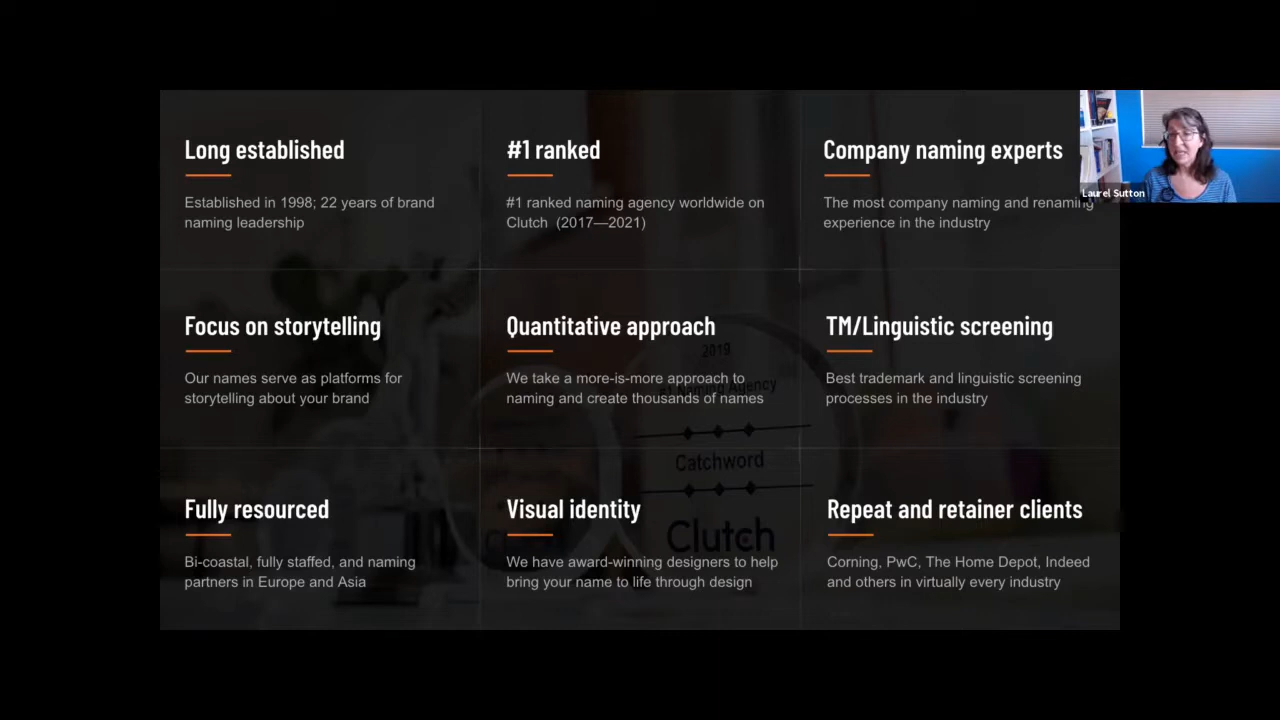 Long established
Established in 1998; 22 years of brand
naming leadership
#1 ranked
#1 ranked naming agency worldwide on
Clutch (2017—2021)
Company naming experts
The most company naming and renaming
experience in the industry
Laurel Sutton
Focus on storytelling
Our names serve as platforms for
storytelling about your brand
Quantitative approach
We take a more-is-more approach to
naming and create thousands of names
TM/Linguistic screening
Best trademark and linguistic screening
processes in the industry
2019
#1 Naming Agency
Catchword
Clutch
Fully resourced
Bi-coastal, fully staffed, and naming
partners in Europe and Asia
Visual identity
We have award-winning designers to help
bring your name to life through design
Repeat and retainer clients
Corning, PwC, The Home Depot, Indeed
and others in virtually every industry